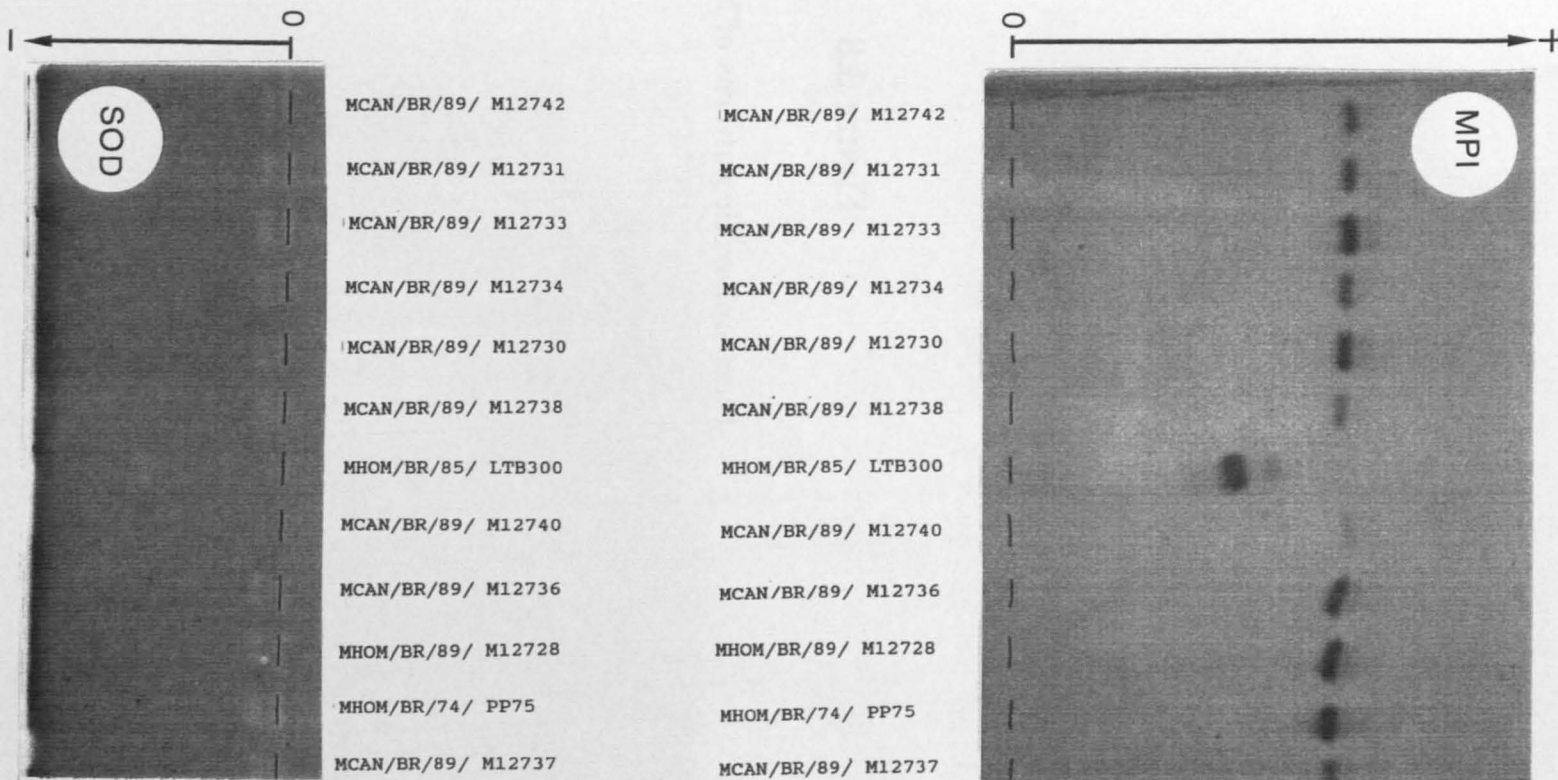 0
-
SOD
MCAN/BR/89/ M12742
MCAN/BR/89/ M12731
MCAN/BR/89/ M12733
MCAN/BR/89/ M12734
MCAN/BR/89/ M12730
MCAN/BR/89/ M12738
MHOM/BR/85/ LTB300
MCAN/BR/89/ M12740
MCAN/BR/89/ M12736
MHOM/BR/89/ M12728
MHOM/BR/74/ PP75
MCAN/BR/89/ M12737
0
+
MPI
MCAN/BR/89/ M12742
MCAN/BR/89/ M12731
MCAN/BR/89/ M12733
MCAN/BR/89/ M12734
MCAN/BR/89/ M12730
MCAN/BR/89/ M12738
MHOM/BR/85/ LTB300
MCAN/BR/89/ M12740
MCAN/BR/89/ M12736
MHOM/BR/89/ M12728
MHOM/BR/74/ PP75
MCAN/BR/89/ M12737